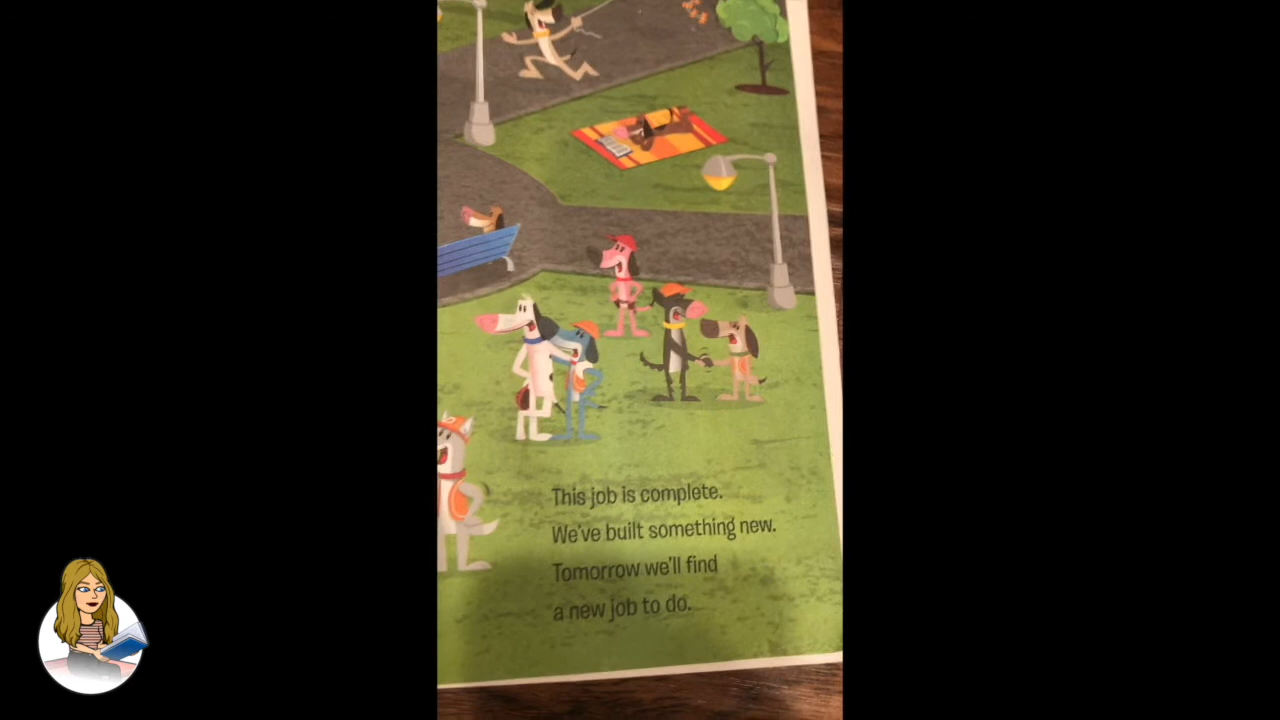 This job is complete.
We've built something new.
Tomorrow we'll find
a new job to do.